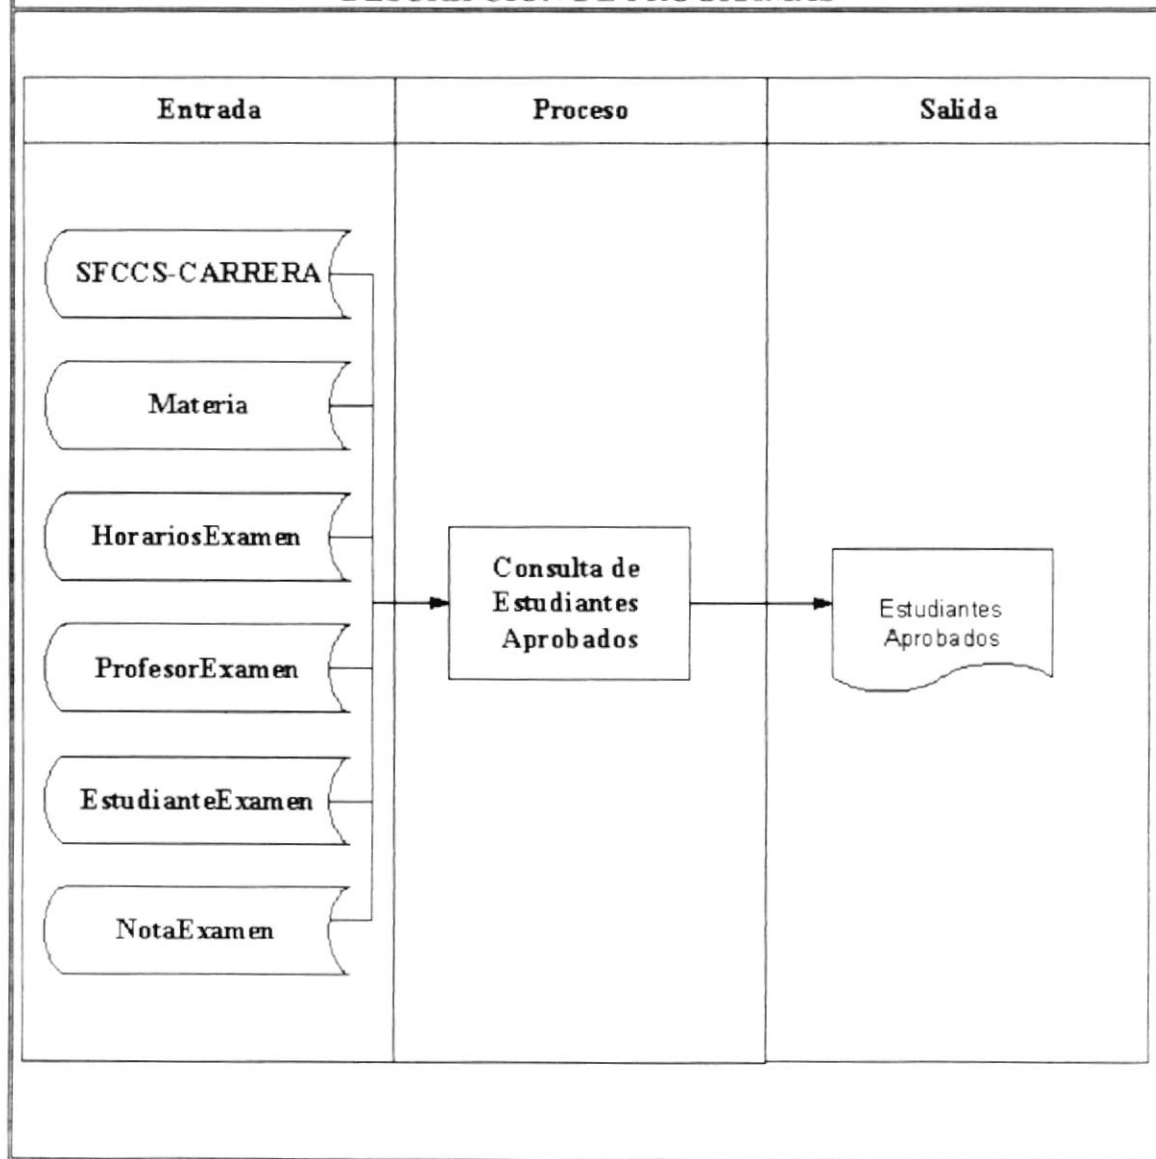 Entrada
Proceso
Salida
SFCCS-CARRERA
Materia
HorariosExamen
ProfesorExamen
EstudianteExamen
NotaExamen
Consulta de
Estudiantes
Aprobados
Estudiantes
Aprobados